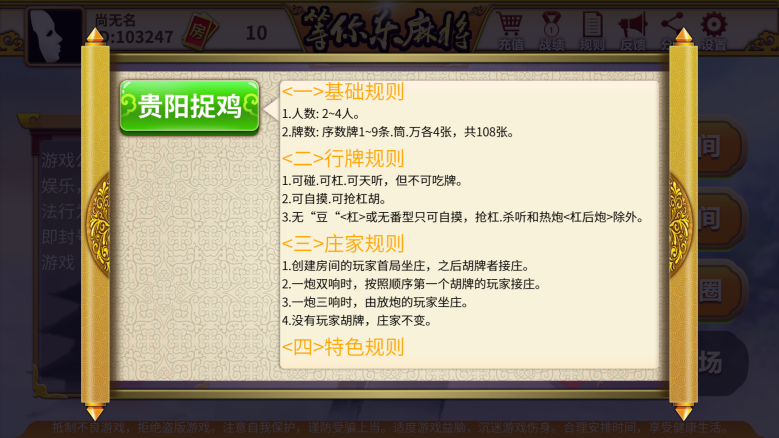 尚无名
ID:103247
房
10
等你乐麻将
充值
战绩
规则
反馈
设置
贵阳捉鸡
<一>基础规则
1.人数: 2~4人。
2.牌数: 序数牌1~9条.筒.万各4张，共108张。
<二>行牌规则
1.可碰.可杠.可天听，但不可吃牌。
2.可自摸.可抢杠胡。
3.无“豆“<杠>或无番型只可自摸，抢杠.杀听和热炮<杠后炮>除外。
<三>庄家规则
1.创建房间的玩家首局坐庄，之后胡牌者接庄。
2.一炮双响时，按照顺序第一个胡牌的玩家接庄。
3.一炮三响时，由放炮的玩家坐庄。
4.没有玩家胡牌，庄家不变。
<四>特色规则
游戏
娱乐，
法行
即封号
游戏
间
间
圈
场
抵制不良游戏，拒绝盗版游戏。注意自我保护，谨防受骗上当。适度游戏益脑，沉迷游戏伤身。合理安排时间，享受健康生活。